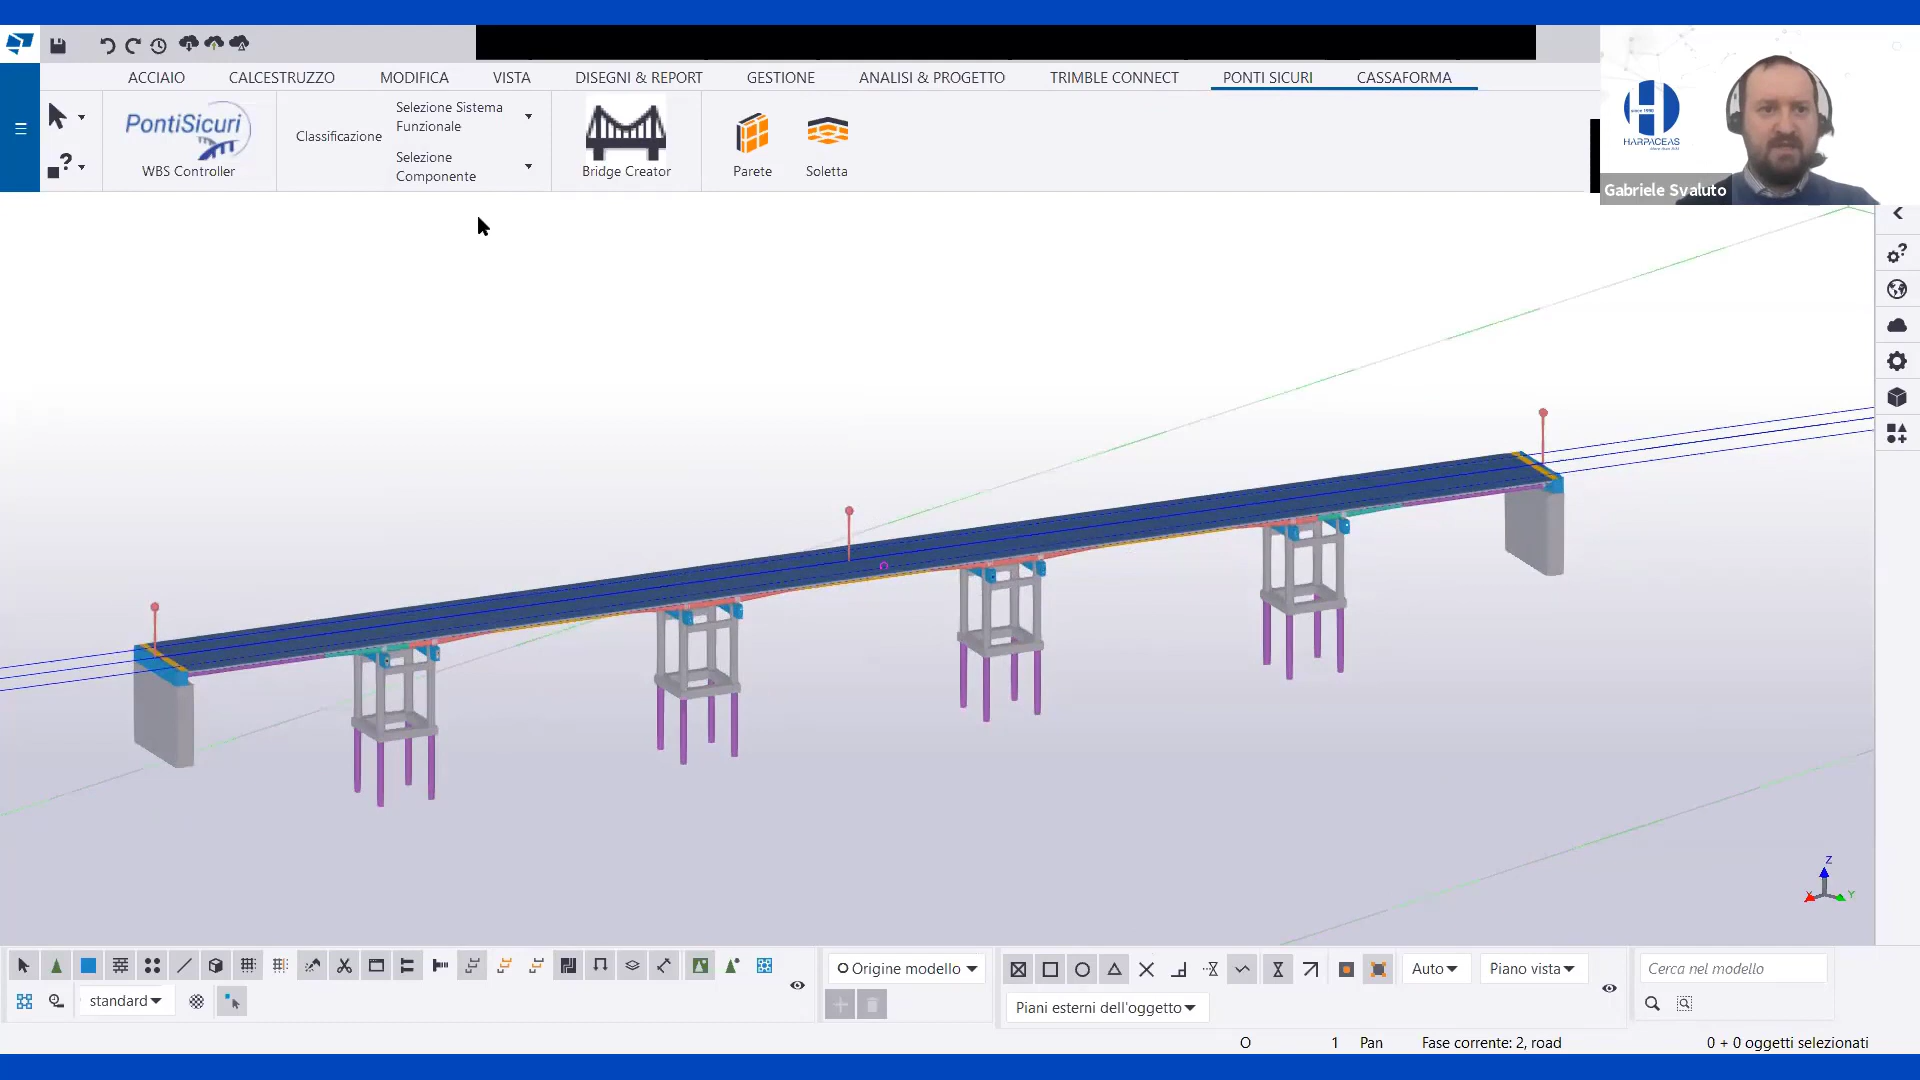 ACCIAIO CALCESTRUZZO MODIFICA VISTA DISEGNI & REPORT GESTIONE ANALISI & PROGETTO TRIMBLE CONNECT PONTI SICURI CASSAFORMA
PontiSicuri
WBS Controller
Classificazione
Selezione Sistema
Funzionale
Selezione
Componente
Bridge Creator
Parete
Soletta
HARPACEAS
Gabriele Svaluto
Z
X
Y
standard
Origine modello
Auto
Piano vista
Piani esterni dell'oggetto
Cerca nel modello
O 1 Pan Fase corrente: 2, road 0 + 0 oggetti selezionati